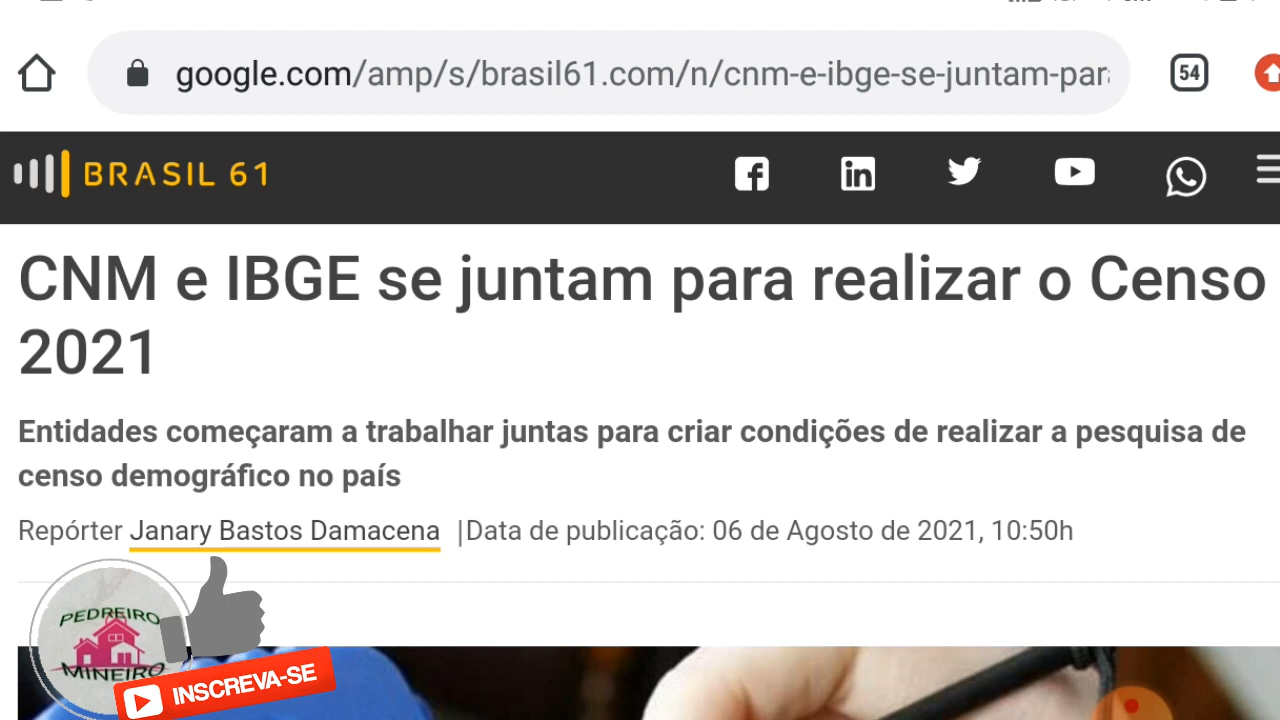 google.com/amp/s/brasil61.com/n/cnm-e-ibge-se-juntam-par
54
BRASIL 61
CNM e IBGE se juntam para realizar o Censo
2021
Entidades começaram a trabalhar juntas para criar condições de realizar a pesquisa de
censo demográfico no país
Repórter Janary Bastos Damacena |Data de publicação: 06 de Agosto de 2021, 10:50h
PEDREIRO
MINEIRO
INSCREVA-SE